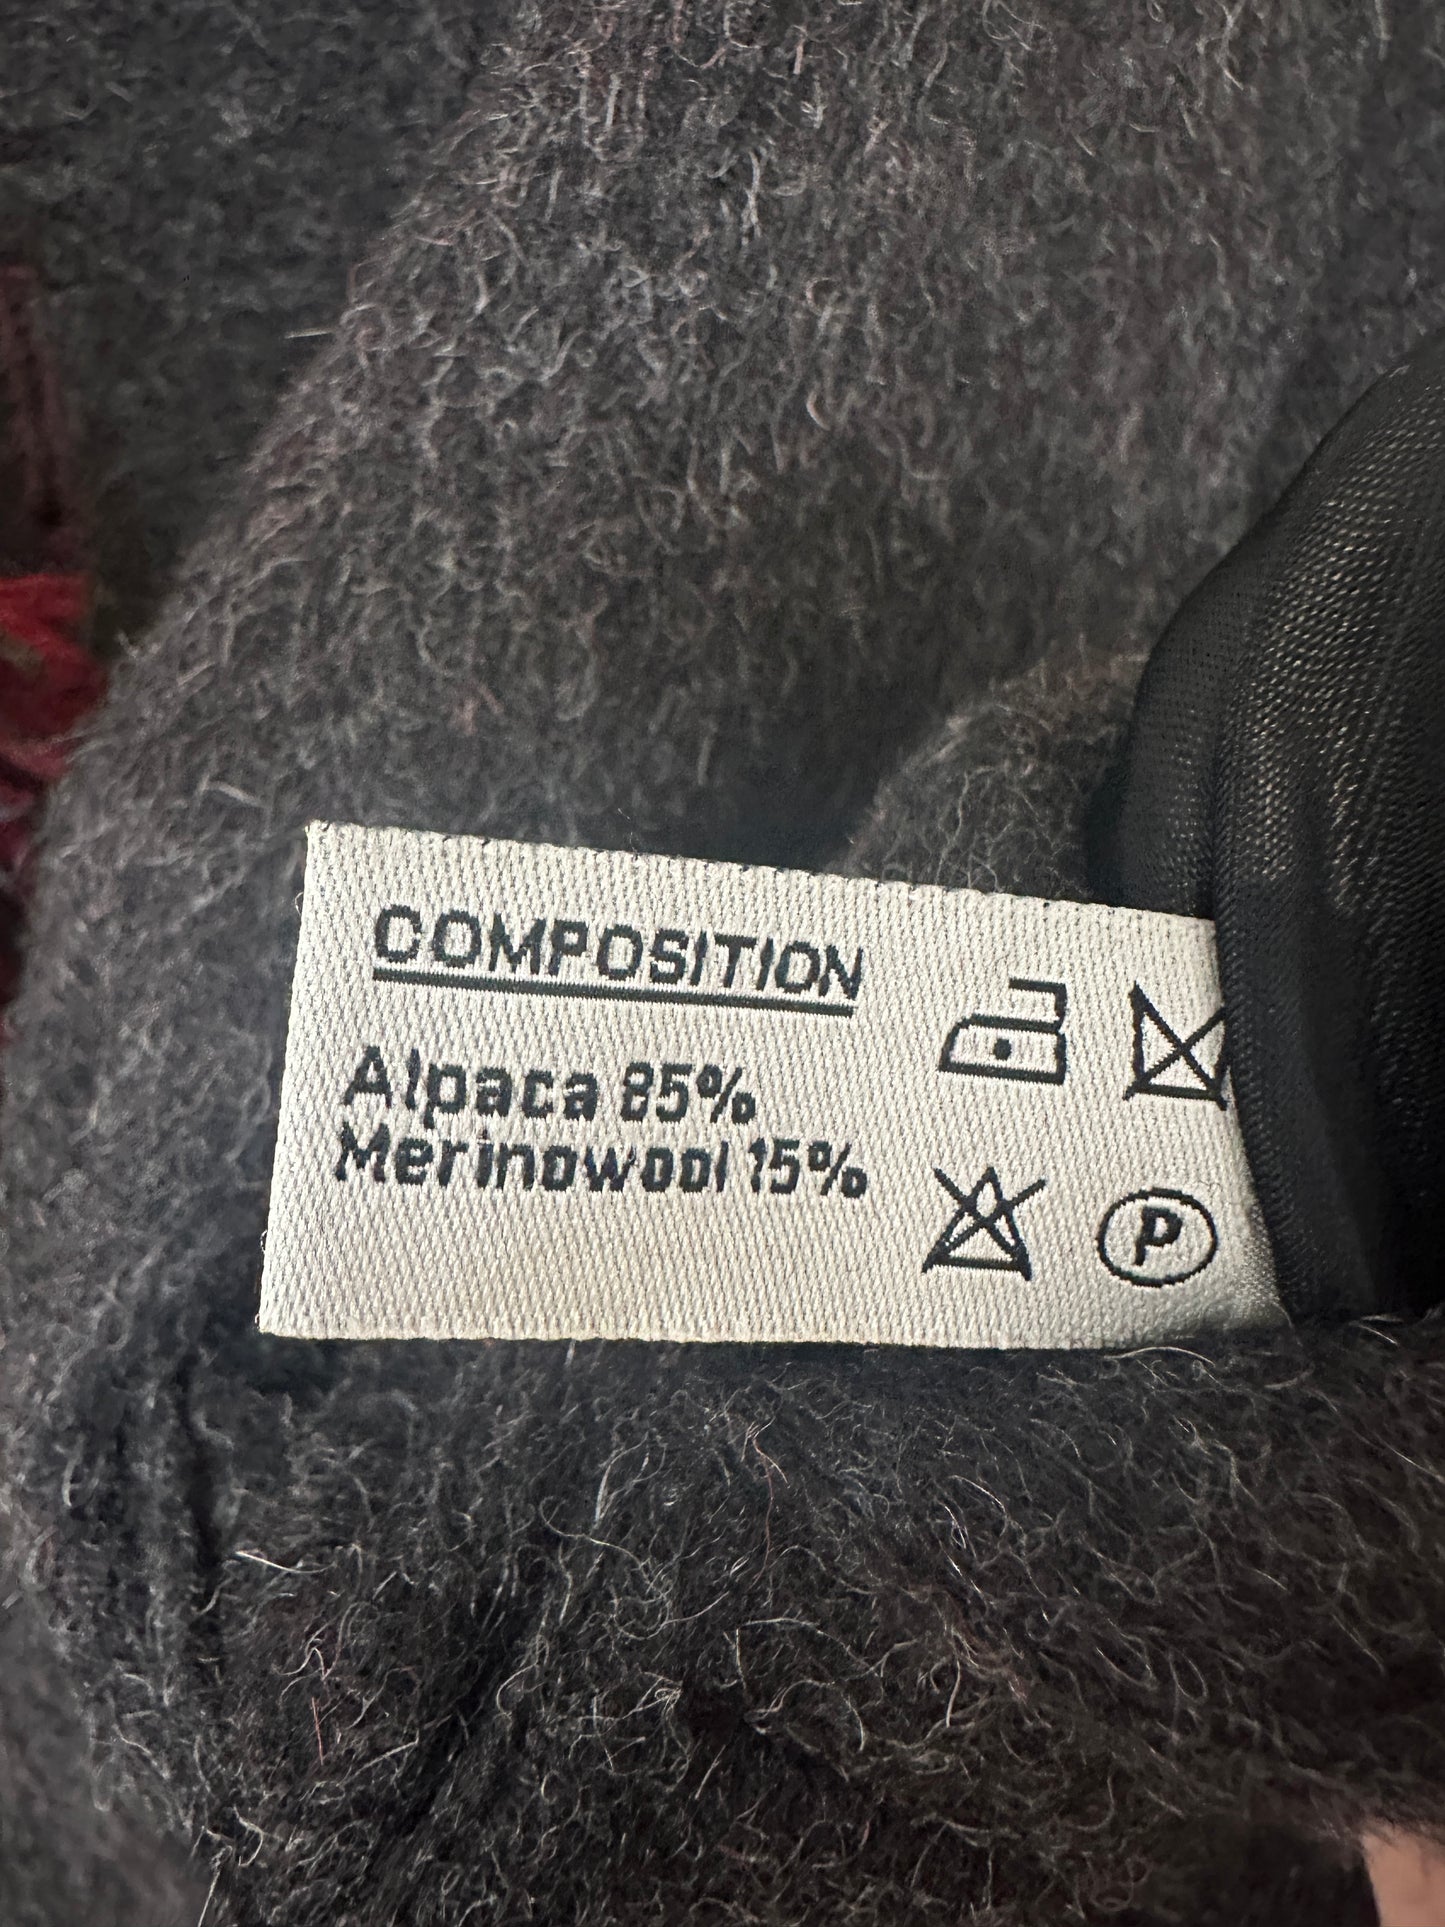 COMPOSITION
Alpaca 85%
Merinowool 15%
P